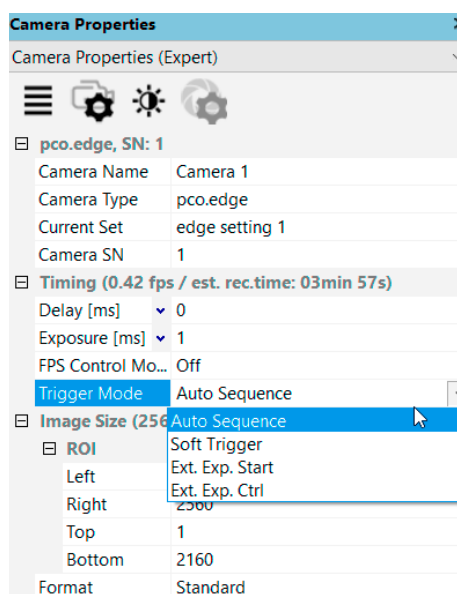 Camera Properties
Camera Properties (Expert)
pco.edge, SN: 1
Camera Name Camera 1
Camera Type pco.edge
Current Set edge setting 1
Camera SN 1
Timing (0.42 fps / est. rec.time: 03min 57s)
Delay [ms] 0
Exposure [ms] 1
FPS Control Mo... Off
Trigger Mode Auto Sequence
Image Size (256
Auto Sequence
Soft Trigger
Ext. Exp. Start
Ext. Exp. Ctrl
ROI
Left
Right 2560
Top 1
Bottom 2160
Format Standard